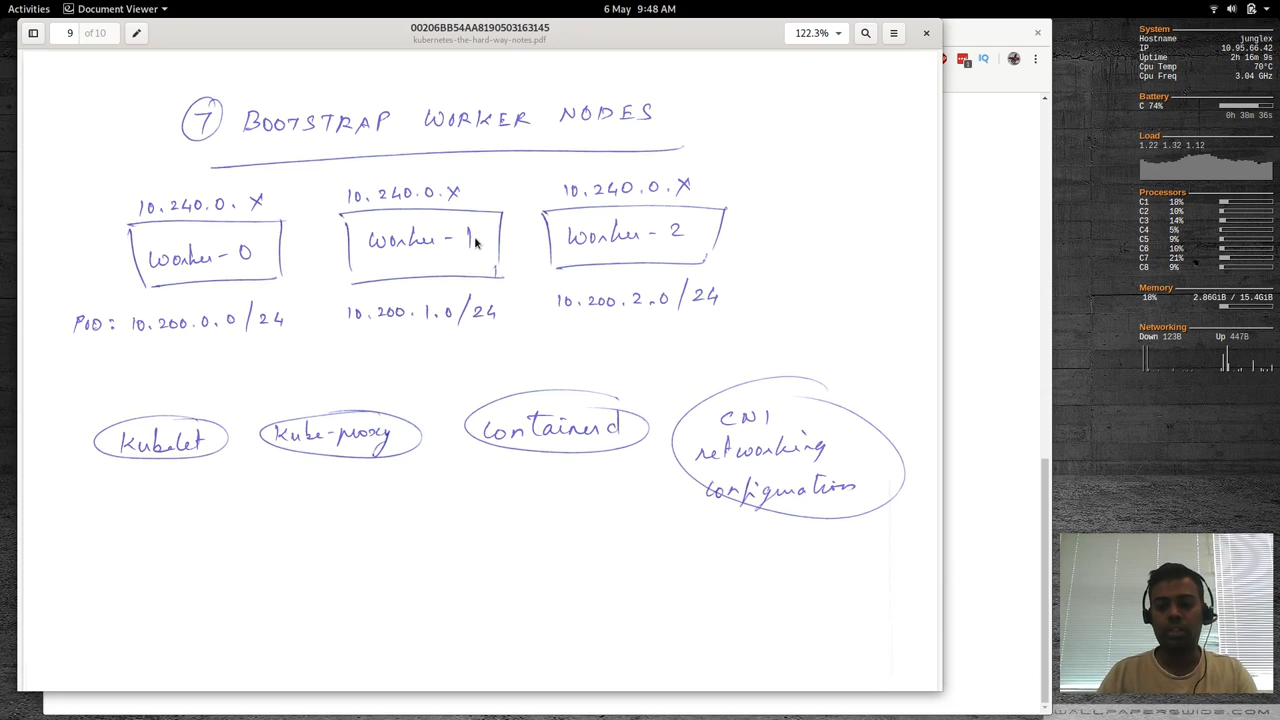 Activities Document Viewer 6 May 9:48 AM
9 of 10
00206BB54AA8190503163145
kubernetes-the-hard-way-notes.pdf
122.3%
IQ
7 BOOTSTRAP WORKER NODES
10.240.0.X 10.240.0.X 10.240.0.X
Worker-0 Worker-1 Worker-2
POD: 10.200.0.0/24 10.200.1.0/24 10.200.2.0/24
Kubelet Kube-proxy containerd
CNI
networking
configuration
System
Hostname junglex
IP 10.95.66.42
Uptime 2h 16m 9s
Cpu Temp 70°C
Cpu Freq 3.04 GHz
Battery
C 74%
0h 38m 36s
Load
1.22 1.32 1.12
Processors
C1 18%
C2 10%
C3 14%
C4 5%
C5 9%
C6 10%
C7 21%
C8 9%
Memory
18% 2.86GiB / 15.4GiB
Networking
Down 123B Up 447B
WALLPAPERSWIDE.COM